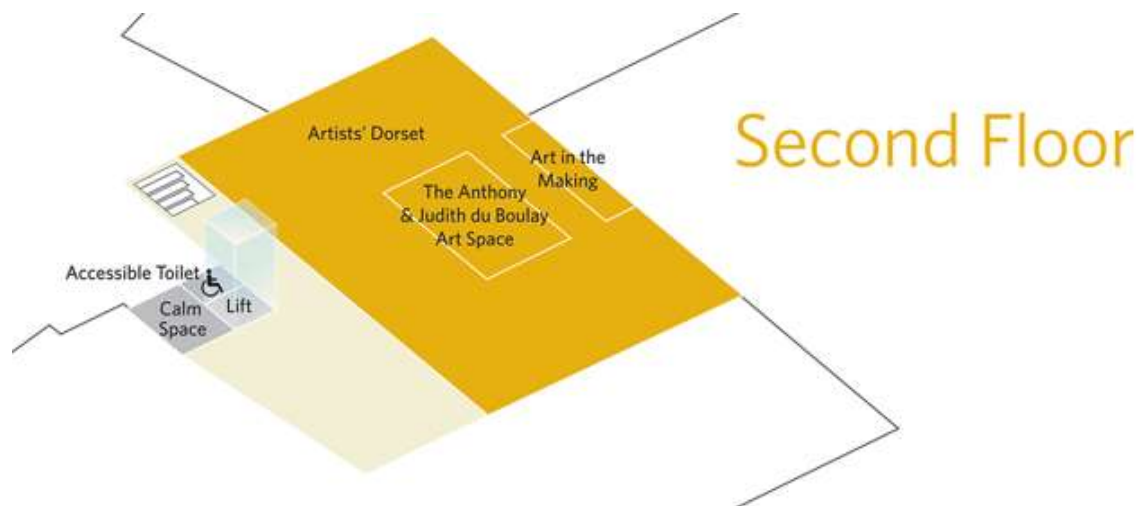 Second Floor
Artists' Dorset
Art in the
Making
The Anthony
& Judith du Boulay
Art Space
Accessible Toilet
Lift
Calm
Space